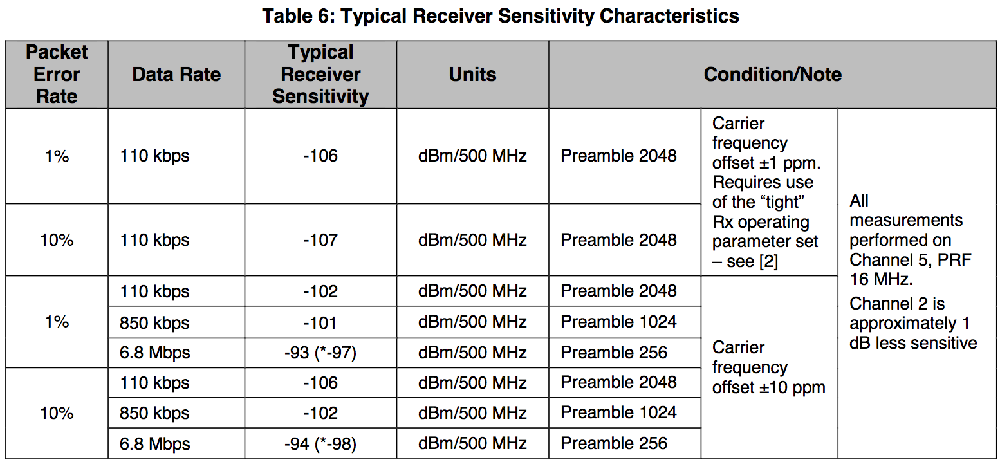 Table 6: Typical Receiver Sensitivity Characteristics
Packet
Error
Rate
Data Rate
Typical
Receiver
Sensitivity
Units
Condition/Note
1%
110 kbps
-106
dBm/500 MHz
Preamble 2048
Carrier
frequency
offset ±1 ppm.
Requires use
of the “tight”
Rx operating
parameter set
– see [2]
All
measurements
performed on
Channel 5, PRF
16 MHz.
Channel 2 is
approximately 1
dB less sensitive
10%
110 kbps
-107
dBm/500 MHz
Preamble 2048
1%
110 kbps
-102
dBm/500 MHz
Preamble 2048
Carrier
frequency
offset ±10 ppm
850 kbps
-101
dBm/500 MHz
Preamble 1024
6.8 Mbps
-93 (*-97)
dBm/500 MHz
Preamble 256
10%
110 kbps
-106
dBm/500 MHz
Preamble 2048
850 kbps
-102
dBm/500 MHz
Preamble 1024
6.8 Mbps
-94 (*-98)
dBm/500 MHz
Preamble 256